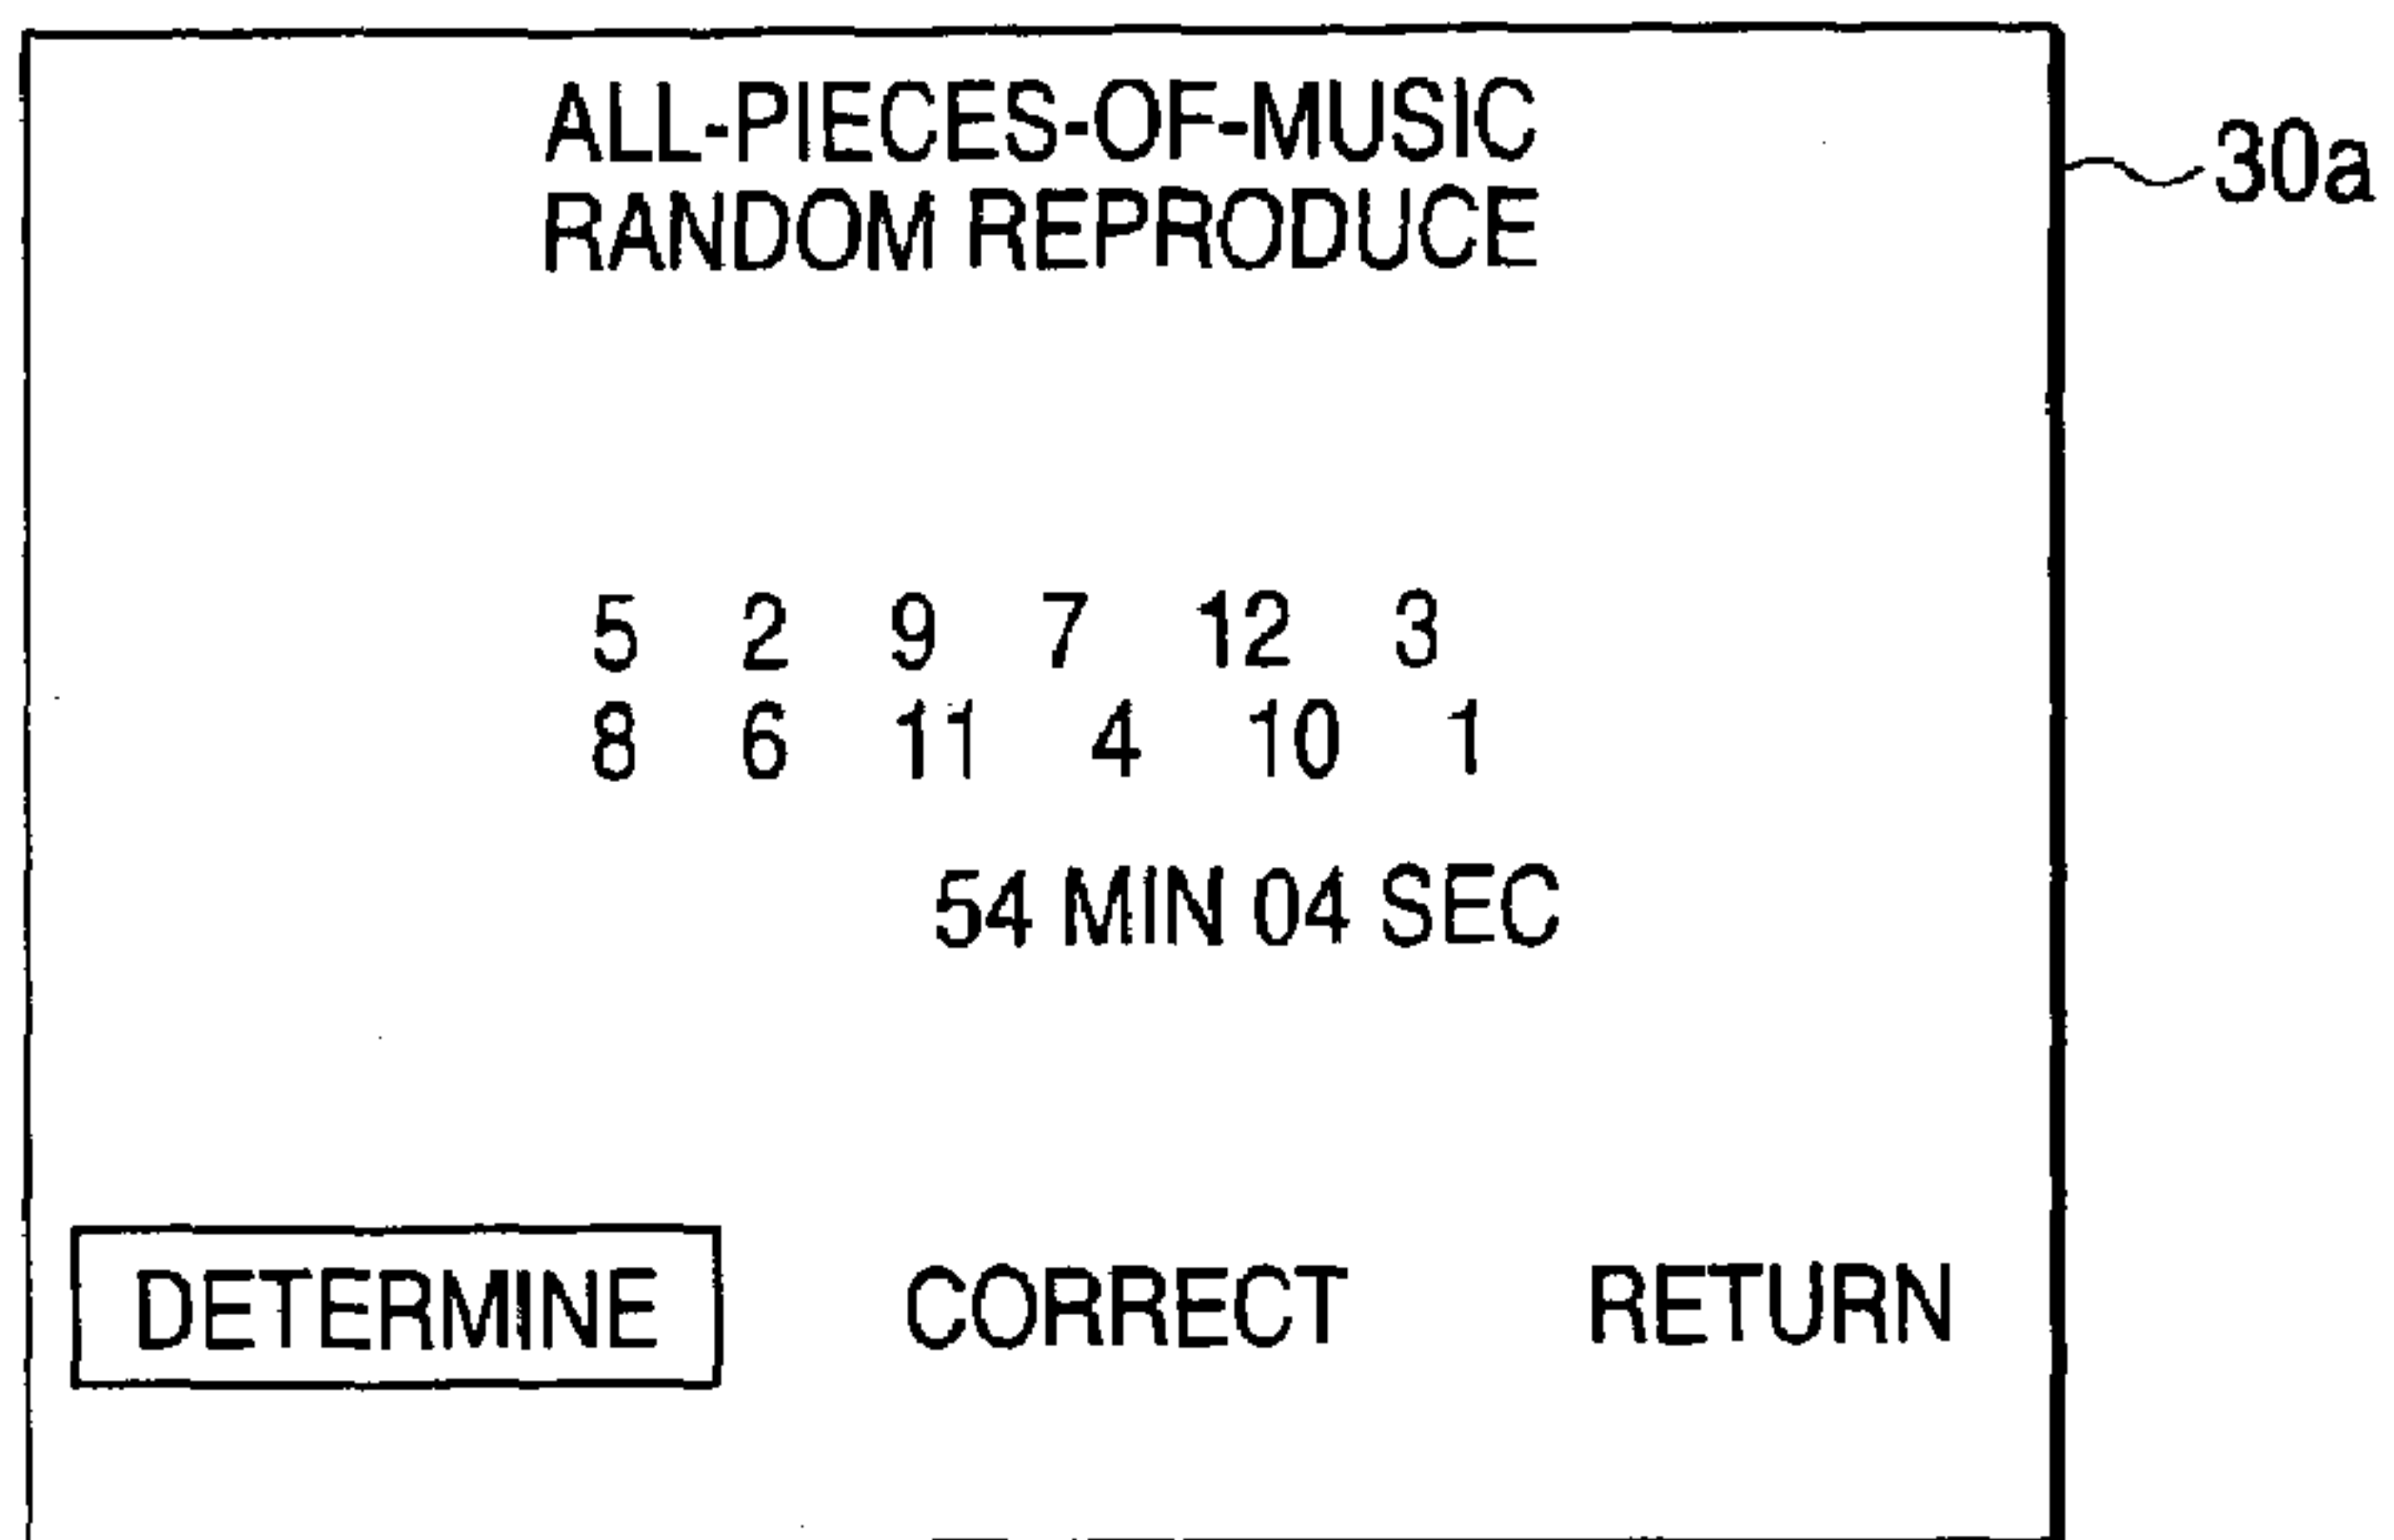 ALL-PIECES-OF-MUSIC
RANDOM REPRODUCE
30a
5 2 9 7 12 3
8 6 11 4 10 1
54 MIN 04 SEC
DETERMINE CORRECT RETURN